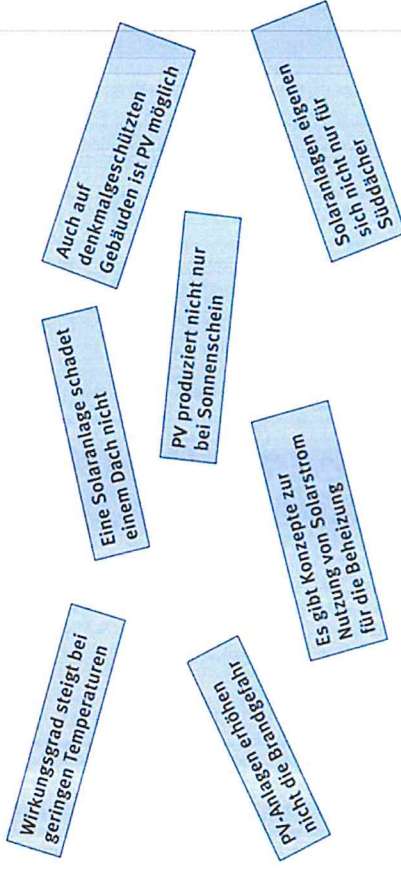 Wirkungsgrad steigt bei
geringen Temperaturen
Eine Solaranlage schadet
einem Dach nicht
Auch auf
denkmalgeschützten
Gebäuden ist PV möglich
PV produziert nicht nur
bei Sonnenschein
PV-Anlagen erhöhen
nicht die Brandgefahr
Es gibt Konzepte zur
Nutzung von Solarstrom
für die Beheizung
Solaranlagen eigenen
sich nicht nur für
Süddächer